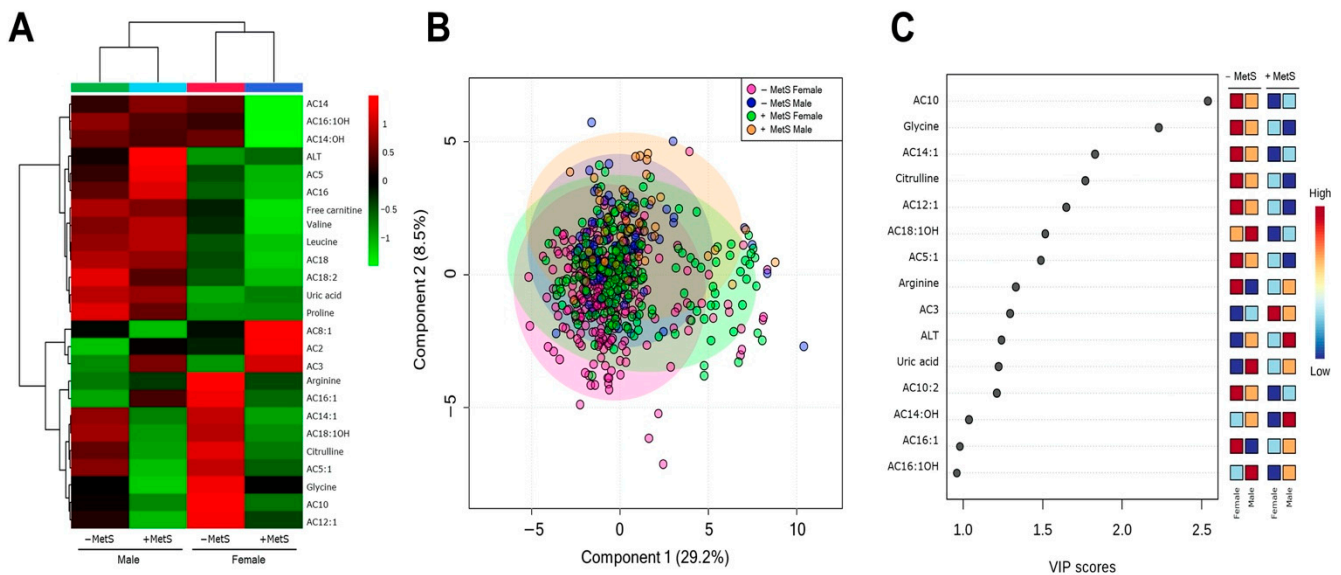 A
AC14
AC16:1OH
AC14:OH
ALT
AC5
AC16
Free carnitine
Valine
Leucine
AC18
AC18:2
Uric acid
Proline
AC8:1
AC2
AC3
Arginine
AC16:1
AC14:1
AC18:1OH
Citrulline
AC5:1
Glycine
AC10
AC12:1
1
0.5
0
−0.5
−1
−MetS +MetS −MetS +MetS
Male Female
B
− MetS Female
− MetS Male
+ MetS Female
+ MetS Male
5
0
−5
−5 0 5 10
Component 2 (8.5%)
Component 1 (29.2%)
C
− MetS + MetS
AC10
Glycine
AC14:1
Citrulline
AC12:1
AC18:1OH
AC5:1
Arginine
AC3
ALT
Uric acid
AC10:2
AC14:OH
AC16:1
AC16:1OH
1.0 1.5 2.0 2.5
VIP scores
Female Male Female Male
High
Low